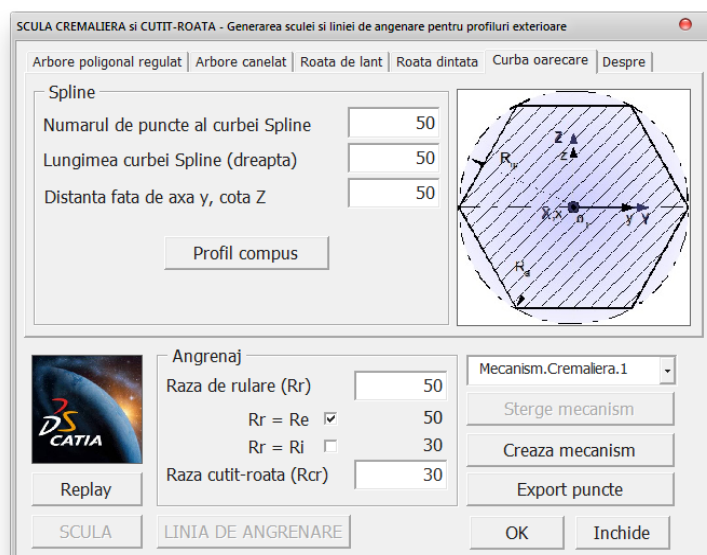 SCULA CREMALIERA si CUTIT-ROATA - Generarea sculei si liniei de angenare pentru profiluri exterioare
Arbore poligonal regulat | Arbore canelat | Roata de lant | Roata dintata | Curba oarecare | Despre
Spline
Numarul de puncte al curbei Spline 50
Lungimea curbei Spline (dreapta) 50
Distanta fata de axa y, cota Z 50
Profil compus
Z
z
X x y Y
Angrenaj
Raza de rulare (Rr) 50
Rr = Re 50
Rr = Ri 30
Raza cutit-roata (Rcr) 30
Mecanism.Cremaliera.1
Sterge mecanism
Creaza mecanism
Export puncte
CATIA
Replay
SCULA
LINIA DE ANGRENARE
OK
Inchide